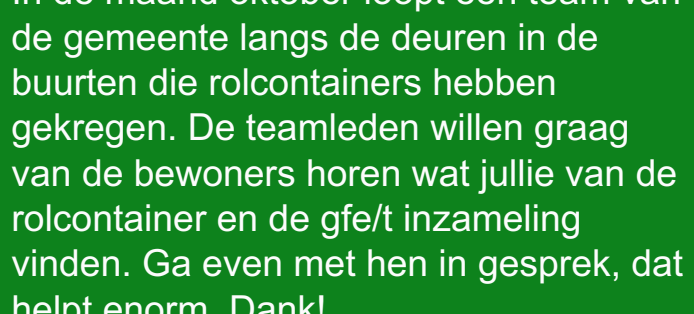 In de maand oktober loopt een team van
de gemeente langs de deuren in de
buurten die rolcontainers hebben
gekregen. De teamleden willen graag
van de bewoners horen wat jullie van de
rolcontainer en de gfe/t inzameling
vinden. Ga even met hen in gesprek, dat
helpt enorm. Dank!